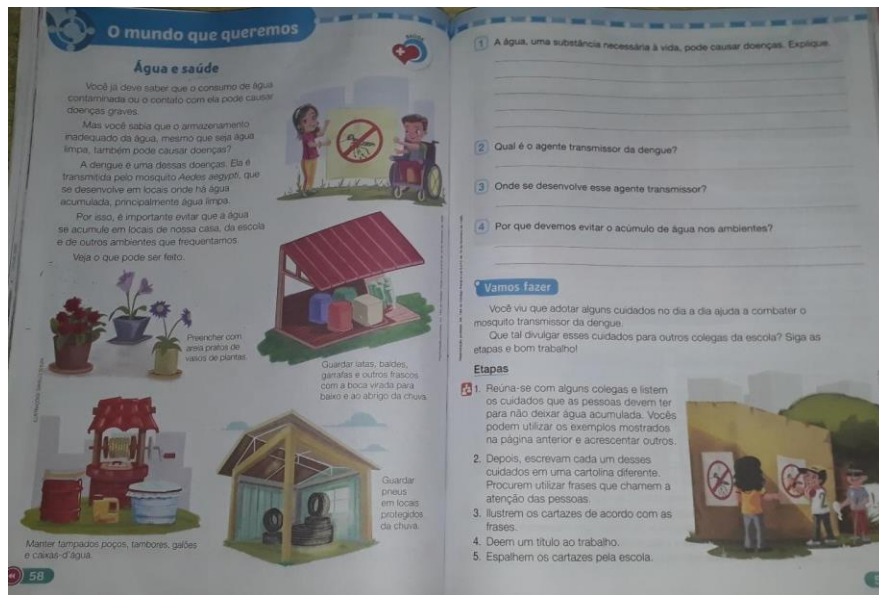 O mundo que queremos
SAÚDE
Água e saúde
Você já deve saber que o consumo de água
contaminada ou o contato com ela pode causar
doenças graves.
Mas você sabia que o armazenamento
inadequado da água, mesmo que seja água
limpa, também pode causar doenças?
A dengue é uma dessas doenças. Ela é
transmitida pelo mosquito Aedes aegypti, que
se desenvolve em locais onde há água
acumulada, principalmente água limpa.
Por isso, é importante evitar que a água
se acumule em locais de nossa casa, da escola
e de outros ambientes que frequentamos.
Veja o que pode ser feito.
Preencher com
areia pratos de
vasos de plantas.
Guardar latas, baldes,
garrafas e outros frascos
com a boca virada para
baixo e ao abrigo da chuva.
Guardar
pneus
em locais
protegidos
da chuva.
Manter tampados poços, tambores, galões
e caixas-d'água.
58
1 A água, uma substância necessária à vida, pode causar doenças. Explique.
2 Qual é o agente transmissor da dengue?
3 Onde se desenvolve esse agente transmissor?
4 Por que devemos evitar o acúmulo de água nos ambientes?
Vamos fazer
Você viu que adotar alguns cuidados no dia a dia ajuda a combater o
mosquito transmissor da dengue.
Que tal divulgar esses cuidados para outros colegas da escola? Siga as
etapas e bom trabalho!
Etapas
1. Reúna-se com alguns colegas e listem
os cuidados que as pessoas devem ter
para não deixar água acumulada. Vocês
podem utilizar os exemplos mostrados
na página anterior e acrescentar outros.
2. Depois, escrevam cada um desses
cuidados em uma cartolina diferente.
Procurem utilizar frases que chamem a
atenção das pessoas.
3. Ilustrem os cartazes de acordo com as
frases.
4. Deem um título ao trabalho.
5. Espalhem os cartazes pela escola.